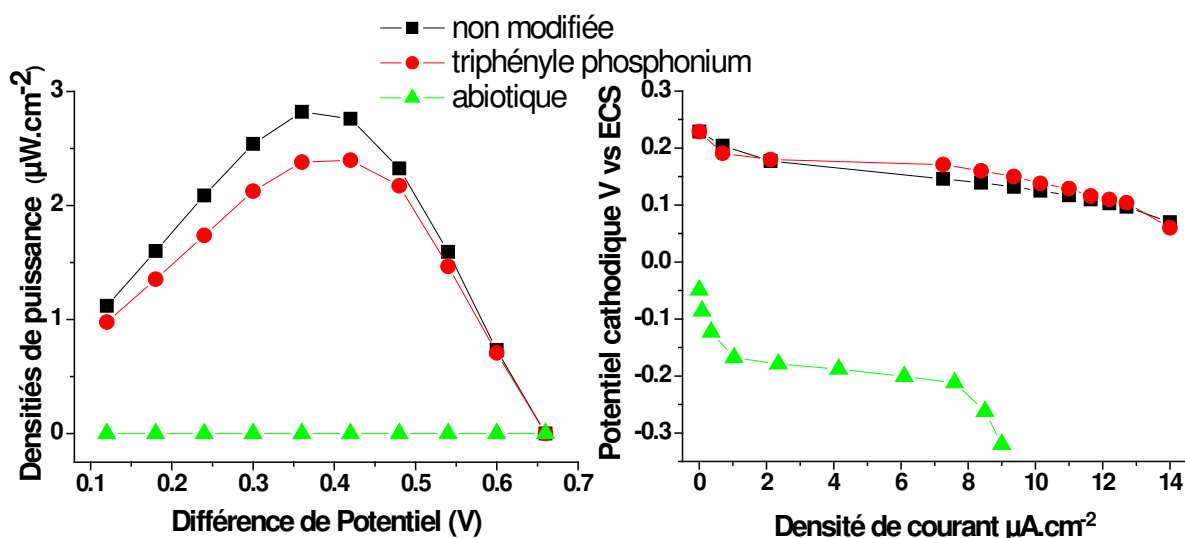 non modifiée
triphényle phosphonium
abiotique
Densitiés de puissance (µW.cm-2)
3
2
1
0
0.1 0.2 0.3 0.4 0.5 0.6 0.7
Différence de Potentiel (V)
Potentiel cathodique V vs ECS
0.3
0.2
0.1
0.0
-0.1
-0.2
-0.3
0 2 4 6 8 10 12 14
Densité de courant µA.cm-2